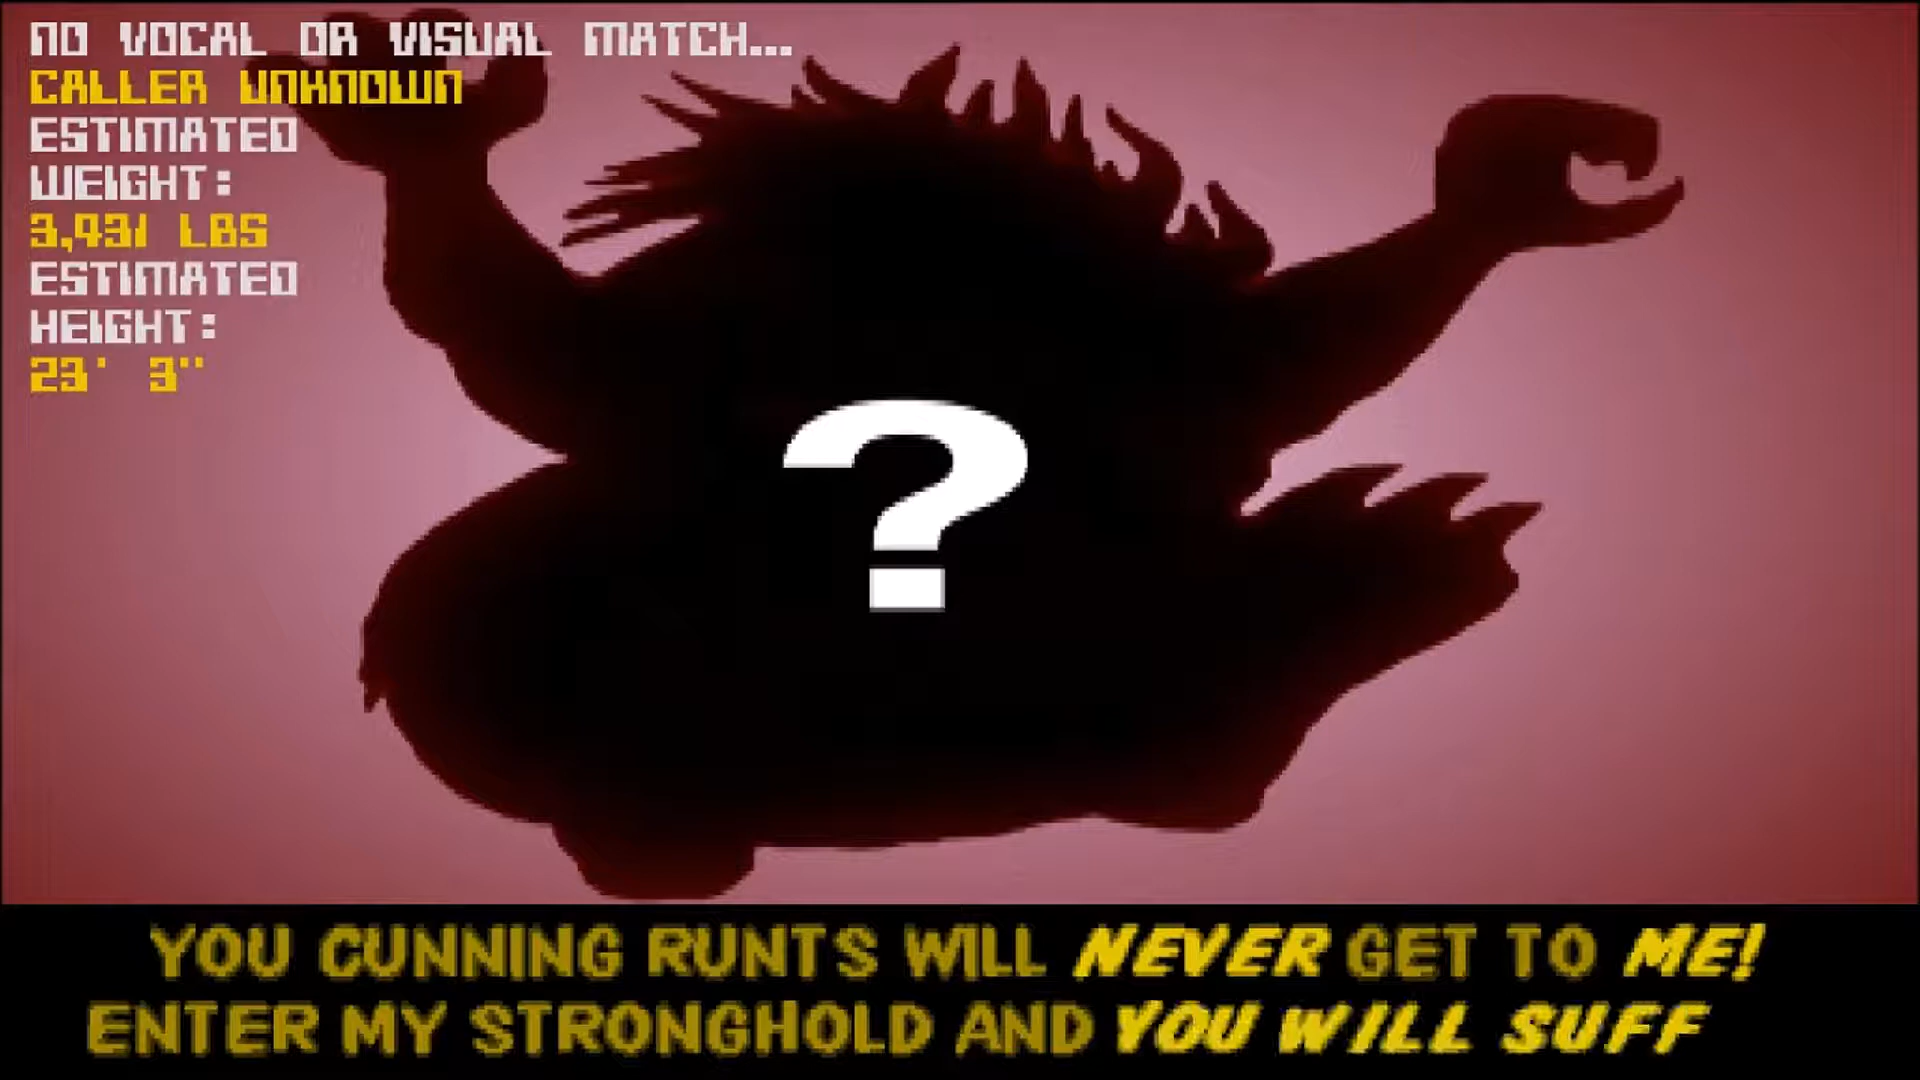 NO VOCAL OR VISUAL MATCH...
CALLER UNKNOWN
ESTIMATED
WEIGHT:
3,931 LBS
ESTIMATED
HEIGHT:
23' 3"
?
YOU CUNNING RUNTS WILL NEVER GET TO ME!
ENTER MY STRONGHOLD AND YOU WILL SUFF